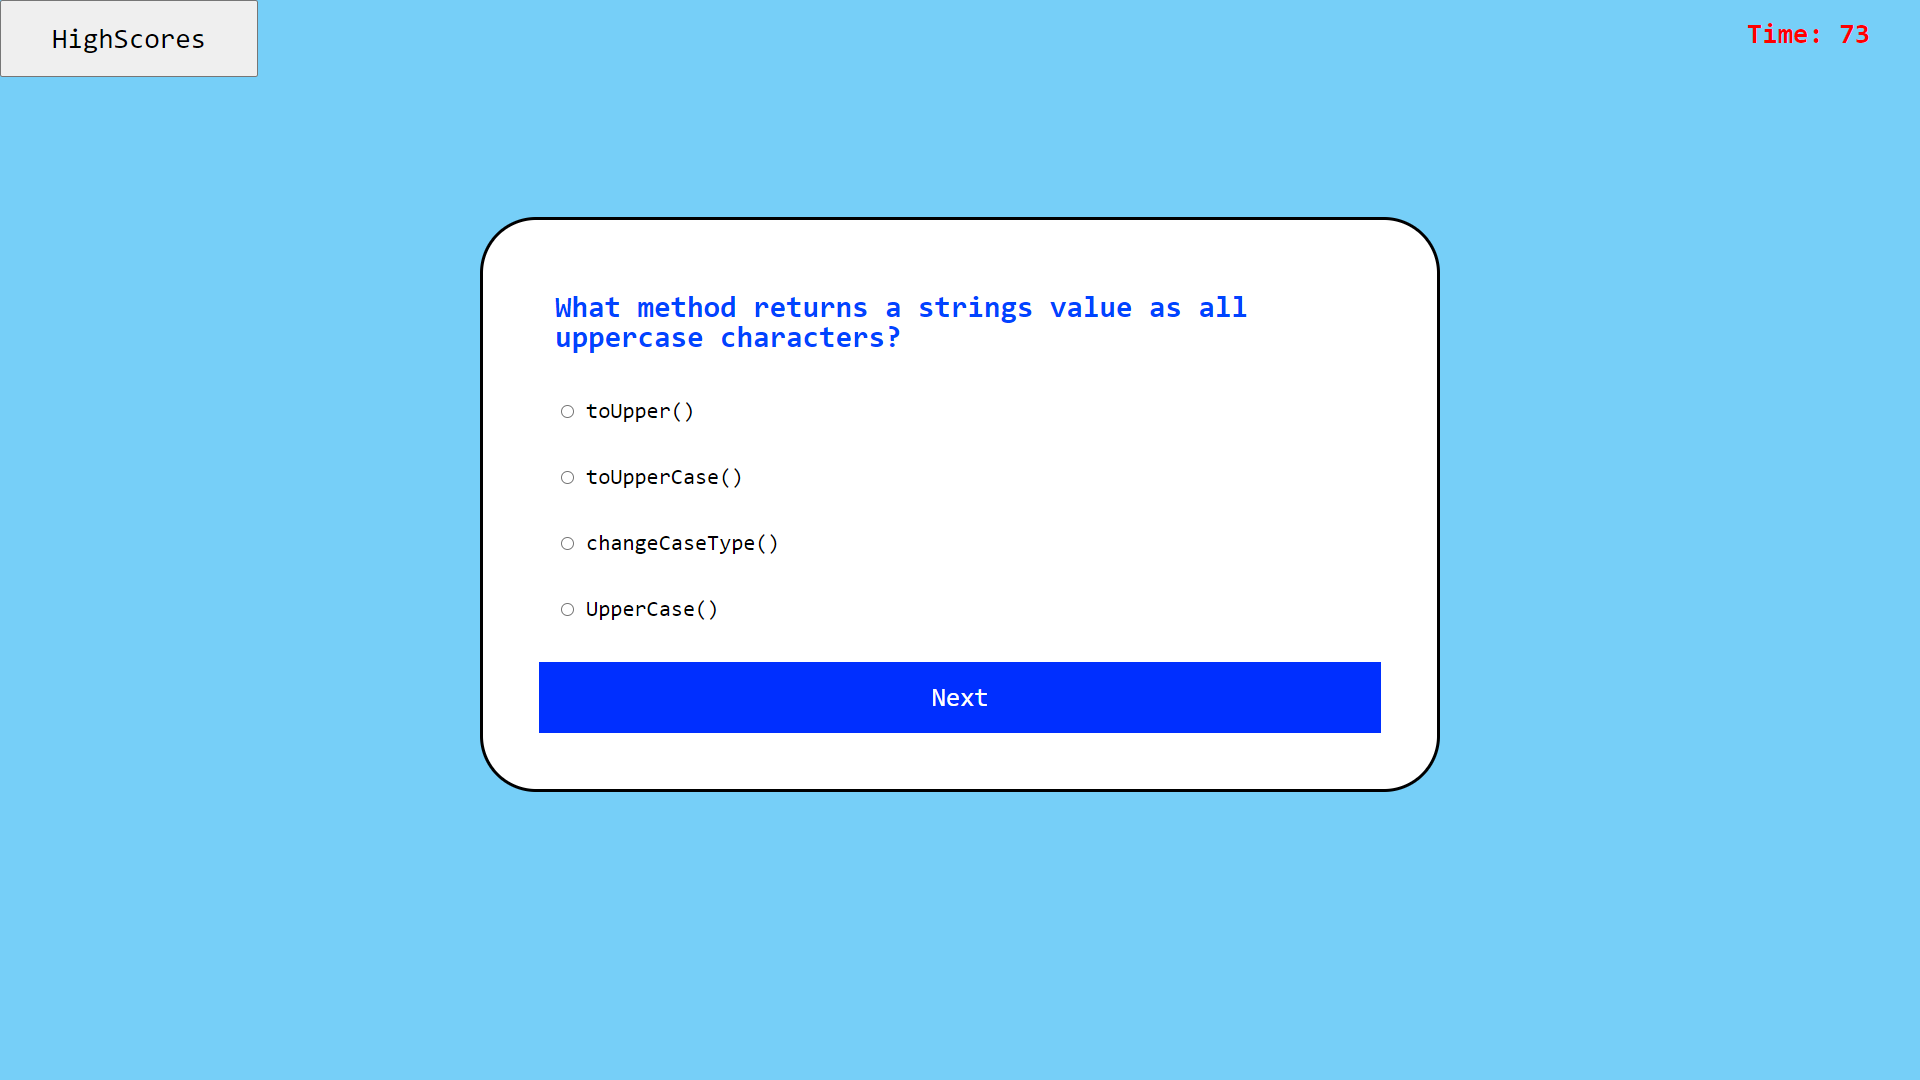 HighScores
Time: 73
What method returns a strings value as all
uppercase characters?
toUpper()
toUpperCase()
changeCaseType()
UpperCase()
Next